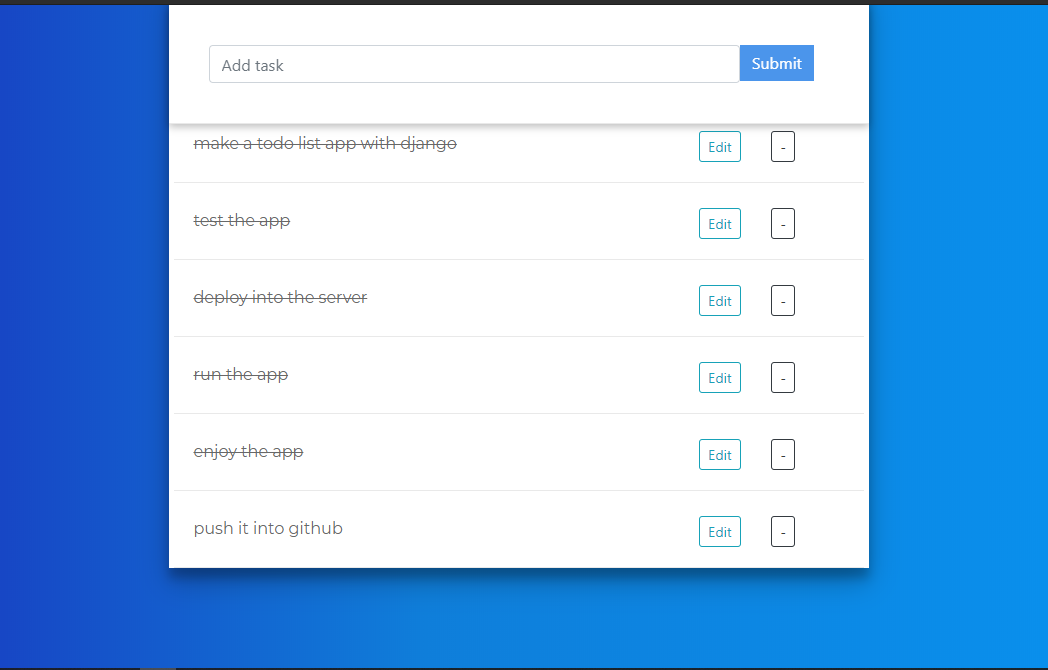 Add task Submit
make a todo list app with django Edit -
test the app Edit -
deploy into the server Edit -
run the app Edit -
enjoy the app Edit -
push it into github Edit -